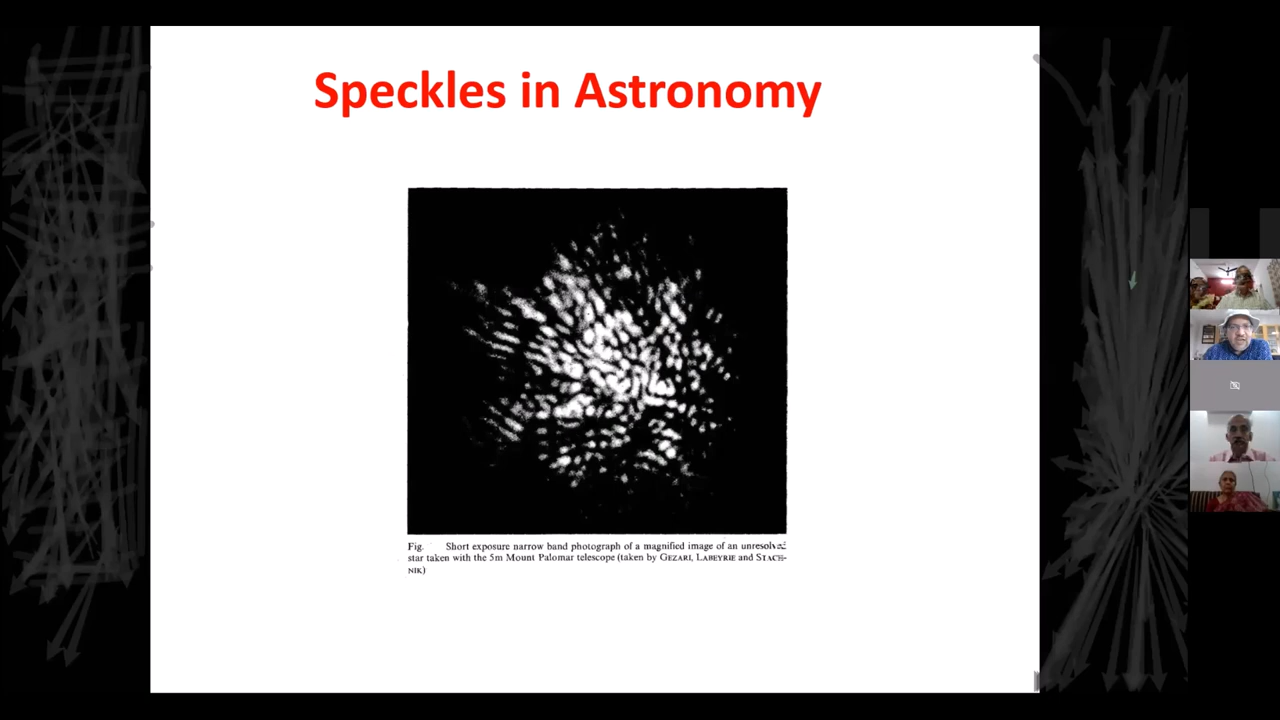 Speckles in Astronomy
Fig. Short exposure narrow band photograph of a magnified image of an unresolved
star taken with the 5m Mount Palomar telescope (taken by GEZARI, LABEYRIE and STACH-
NIK)